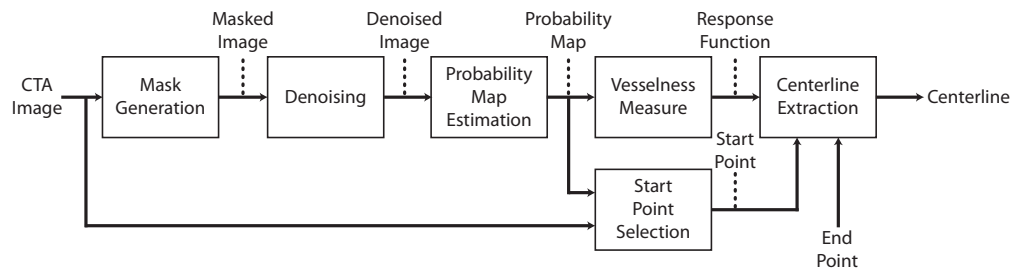 Masked
Image
Denoised
Image
Probability
Map
Response
Function
CTA
Image
Mask
Generation
Denoising
Probability
Map
Estimation
Vesselness
Measure
Centerline
Extraction
Centerline
Start
Point
Start
Point
Selection
End
Point